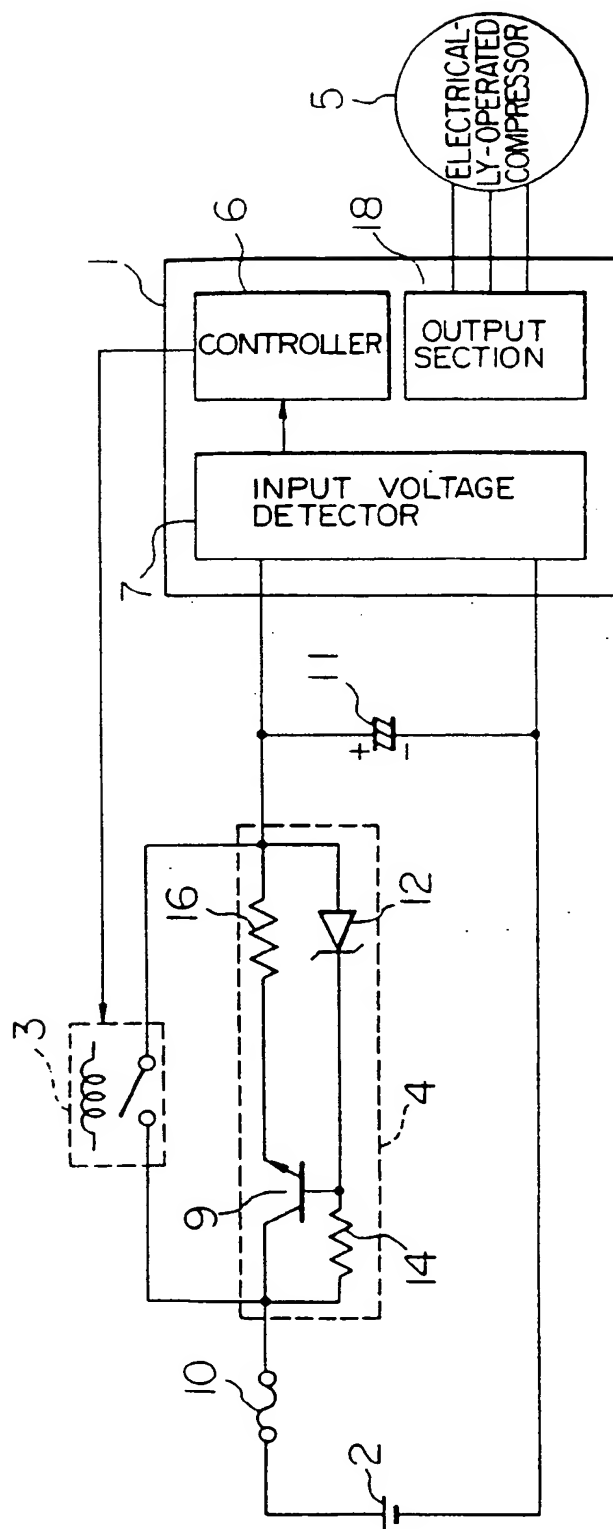 1
6
18
5
3
CONTROLLER
OUTPUT
SECTION
ELECTRICAL-
LY-OPERATED
COMPRESSOR
7
INPUT VOLTAGE
DETECTOR
11
+
-
16
12
9
4
14
10
2